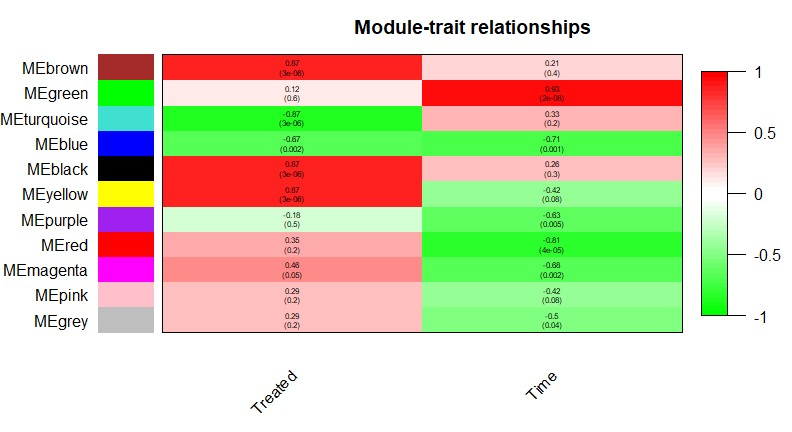 Module-trait relationships
MEbrown
0.87
(3e-06)
0.21
(0.4)
MEgreen
0.12
(0.6)
0.93
(2e-08)
MEturquoise
-0.87
(3e-06)
0.33
(0.2)
MEblue
-0.67
(0.002)
-0.71
(0.001)
MEblack
0.87
(3e-06)
0.26
(0.3)
MEyellow
0.87
(3e-06)
-0.42
(0.08)
MEpurple
-0.18
(0.5)
-0.63
(0.005)
MEred
0.35
(0.2)
-0.81
(4e-05)
MEmagenta
0.46
(0.05)
-0.68
(0.002)
MEpink
0.29
(0.2)
-0.42
(0.08)
MEgrey
0.29
(0.2)
-0.5
(0.04)
Treated
Time
1
0.5
0
-0.5
-1